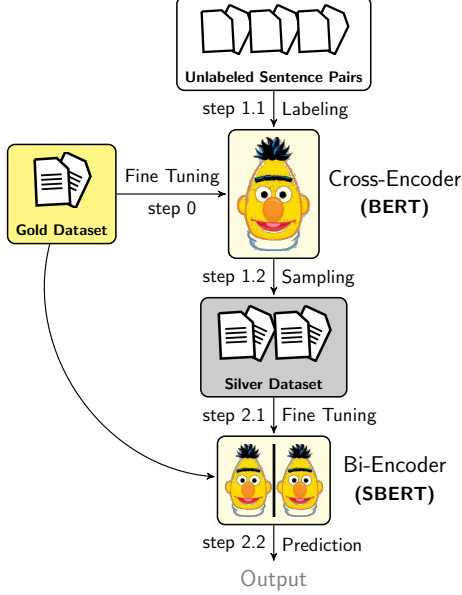 Unlabeled Sentence Pairs
step 1.1 Labeling
Fine Tuning
step 0
Gold Dataset
Cross-Encoder
(BERT)
step 1.2 Sampling
Silver Dataset
step 2.1 Fine Tuning
Bi-Encoder
(SBERT)
step 2.2 Prediction
Output